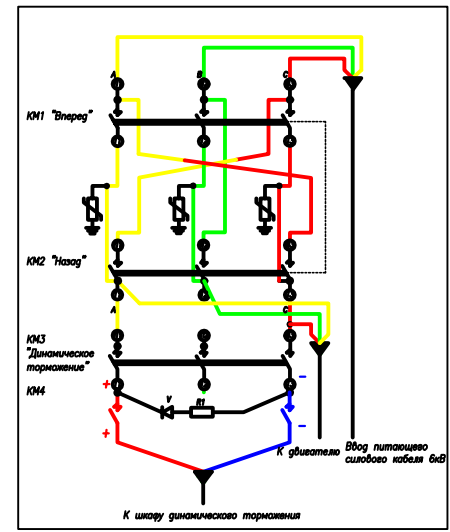 A B C
КМ1 "Вперед"
КМ2 "Назад"
A C
КМ3
"Динамическое
торможение"
+ −
КМ4
V R1
+ −
К двигателю
Ввод питающего
силового кабеля 6кВ
К шкафу динамического торможения